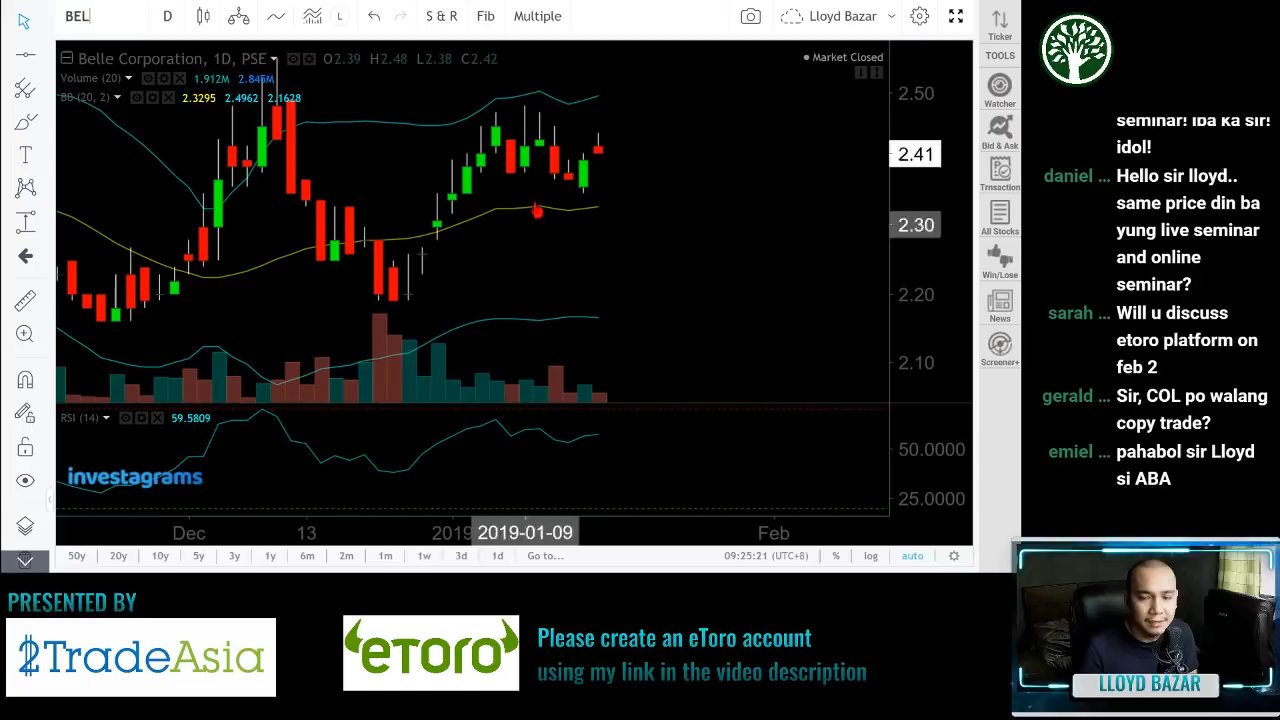 BEL
D
L
S & R
Fib
Multiple
Lloyd Bazar
Belle Corporation, 1D, PSE
O2.39 H2.48 L2.38 C2.42
Market Closed
Volume (20)
1.912M 2.845M
BB (20, 2)
2.3295 2.4962 2.1628
2.50
2.41
2.30
2.20
2.10
RSI (14)
59.5809
50.0000
25.0000
investagrams
Dec
13
2019
2019-01-09
Feb
50y 20y 10y 5y 3y 1y 6m 2m 1m 1w 3d 1d Go to...
09:25:21 (UTC+8)
%
log
auto
Ticker
TOOLS
Watcher
Bid & Ask
Trnsaction
All Stocks
Win/Lose
News
Screener+
seminar! iba ka sir!
idol!
daniel ... Hello sir lloyd..
same price din ba
yung live seminar
and online
seminar?
sarah ... Will u discuss
etoro platform on
feb 2
gerald ... Sir, COL po walang
copy trade?
emiel ... pahabol sir Lloyd
si ABA
PRESENTED BY
2TradeAsia
eToro
Please create an eToro account
using my link in the video description
LLOYD BAZAR